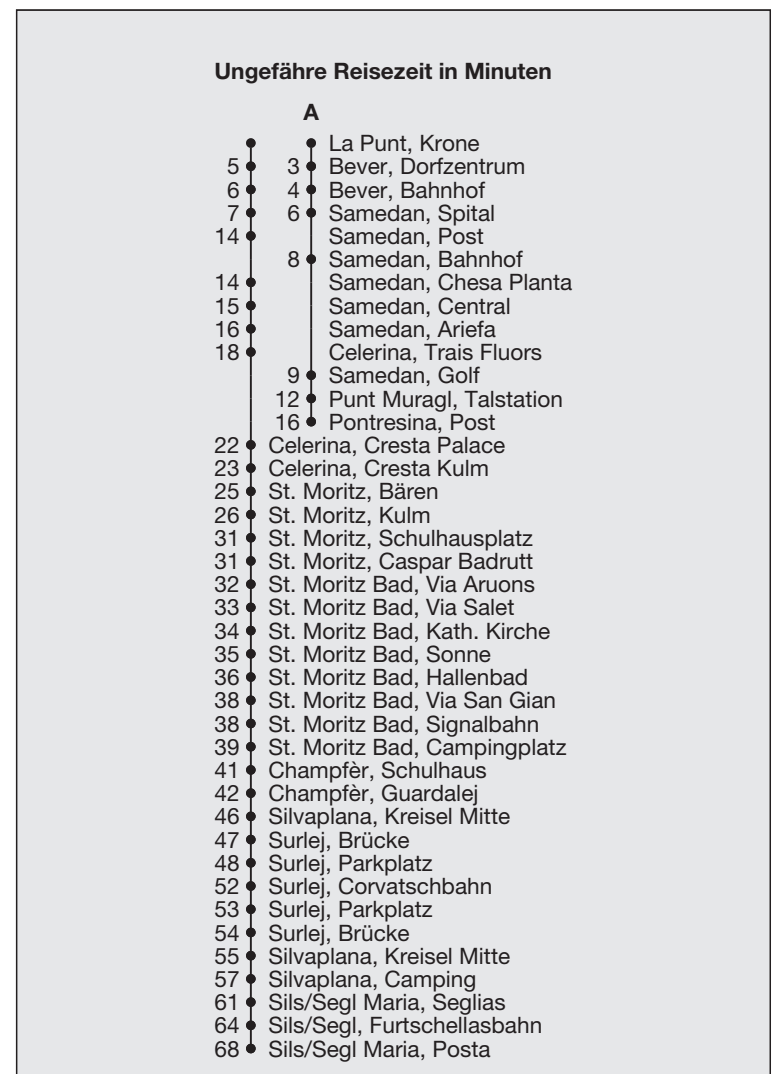 Ungefähre Reisezeit in Minuten
A
La Punt, Krone
5 3 Bever, Dorfzentrum
6 4 Bever, Bahnhof
7 6 Samedan, Spital
14 Samedan, Post
8 Samedan, Bahnhof
14 Samedan, Chesa Planta
15 Samedan, Central
16 Samedan, Ariefa
18 Celerina, Trais Fluors
9 Samedan, Golf
12 Punt Muragl, Talstation
16 Pontresina, Post
22 Celerina, Cresta Palace
23 Celerina, Cresta Kulm
25 St. Moritz, Bären
26 St. Moritz, Kulm
31 St. Moritz, Schulhausplatz
31 St. Moritz, Caspar Badrutt
32 St. Moritz Bad, Via Aruons
33 St. Moritz Bad, Via Salet
34 St. Moritz Bad, Kath. Kirche
35 St. Moritz Bad, Sonne
36 St. Moritz Bad, Hallenbad
38 St. Moritz Bad, Via San Gian
38 St. Moritz Bad, Signalbahn
39 St. Moritz Bad, Campingplatz
41 Champfèr, Schulhaus
42 Champfèr, Guardalej
46 Silvaplana, Kreisel Mitte
47 Surlej, Brücke
48 Surlej, Parkplatz
52 Surlej, Corvatschbahn
53 Surlej, Parkplatz
54 Surlej, Brücke
55 Silvaplana, Kreisel Mitte
57 Silvaplana, Camping
61 Sils/Segl Maria, Seglias
64 Sils/Segl, Furtschellasbahn
68 Sils/Segl Maria, Posta